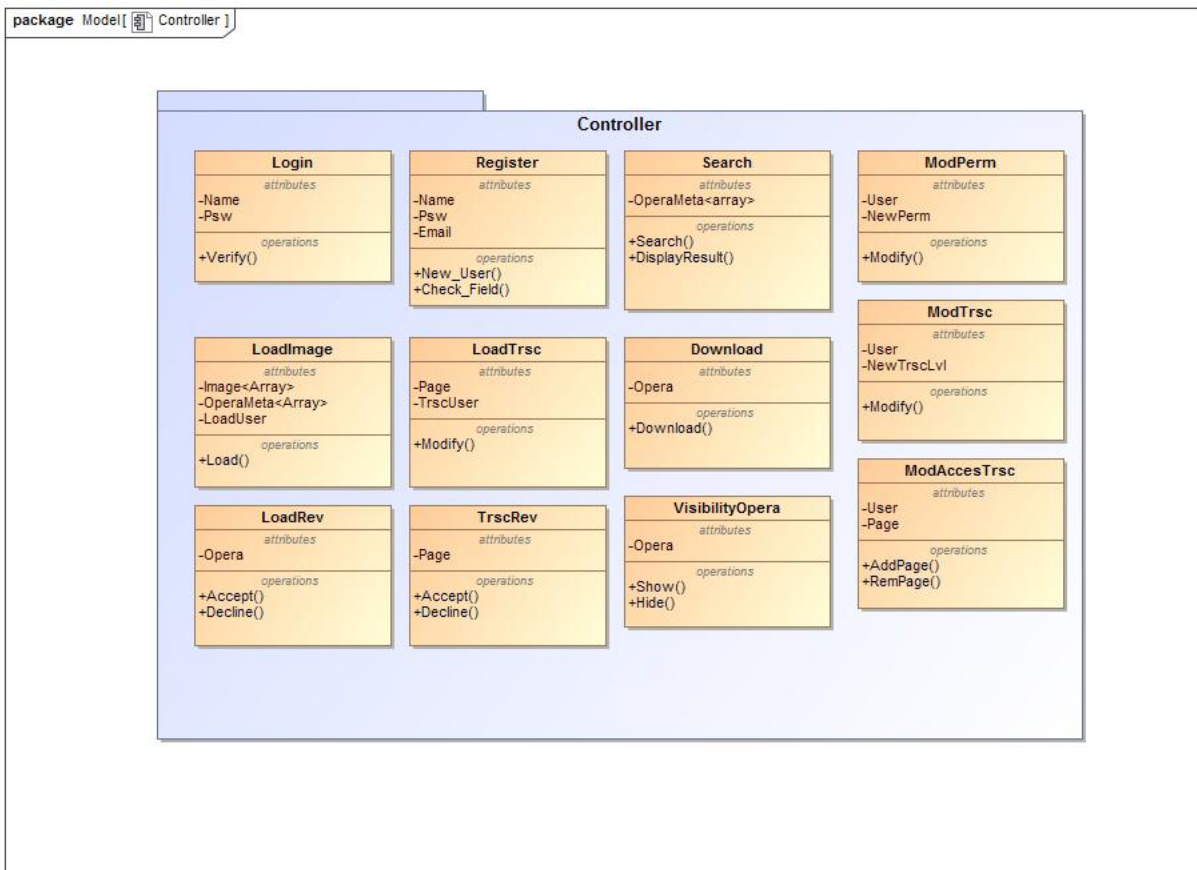 package Model [ Controller ]
Controller
Login
attributes
-Name
-Psw
operations
+Verify()
Register
attributes
-Name
-Psw
-Email
operations
+New_User()
+Check_Field()
Search
attributes
-OperaMeta<array>
operations
+Search()
+DisplayResult()
ModPerm
attributes
-User
-NewPerm
operations
+Modify()
ModTrsc
attributes
-User
-NewTrscLvl
operations
+Modify()
LoadImage
attributes
-Image<Array>
-OperaMeta<Array>
-LoadUser
operations
+Load()
LoadTrsc
attributes
-Page
-TrscUser
operations
+Modify()
Download
attributes
-Opera
operations
+Download()
ModAccesTrsc
attributes
-User
-Page
operations
+AddPage()
+RemPage()
LoadRev
attributes
-Opera
operations
+Accept()
+Decline()
TrscRev
attributes
-Page
operations
+Accept()
+Decline()
VisibilityOpera
attributes
-Opera
operations
+Show()
+Hide()